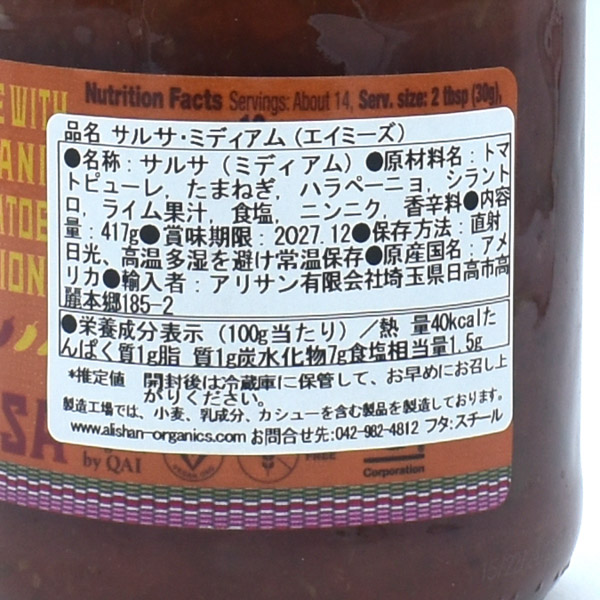 E WITH
ANI
ATOE
ION
Nutrition Facts Servings: About 14, Serv. size: 2 tbsp (30g),
品名 サルサ・ミディアム（エイミーズ）
●名称：サルサ（ミディアム）●原材料名：トマ
トピューレ，たまねぎ，ハラペーニョ，シラント
ロ，ライム果汁，食塩，ニンニク，香辛料●内容
量：417g●賞味期限：2027.12●保存方法：直射
日光、高温多湿を避け常温保存●原産国名：アメ
リカ●輸入者：アリサン有限会社埼玉県日高市高
麗本郷185-2
●栄養成分表示（100g当たり）／熱 量40kcalた
んぱく質1g脂 質1g炭水化物7g食塩相当量1.5g
*推定値 開封後は冷蔵庫に保管して、お早めにお召し上
がりください。
製造工場では、小麦、乳成分、カシューを含む製品を製造しております。
www.alishan-organics.com お問合せ先:042-982-4812 フタ:スチール
SA
by QAI
FREE
Corporation